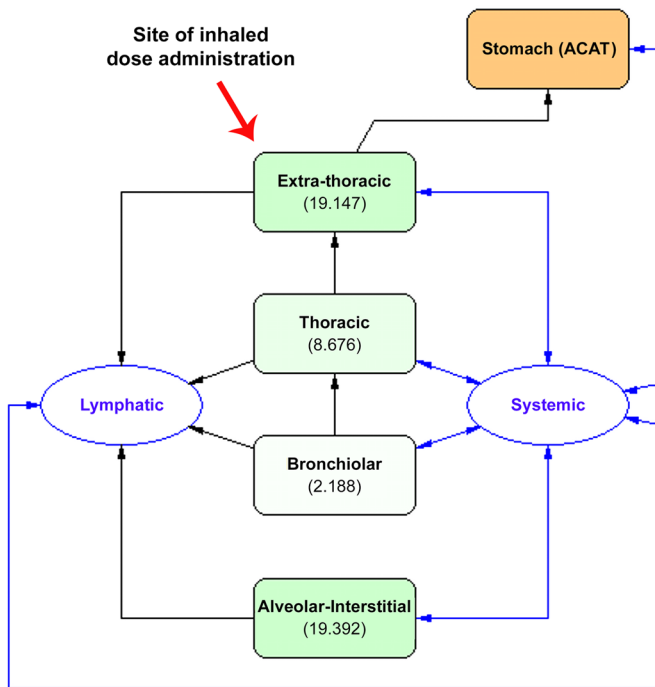 Site of inhaled
dose administration
Stomach (ACAT)
Extra-thoracic
(19.147)
Thoracic
(8.676)
Lymphatic
Systemic
Bronchiolar
(2.188)
Alveolar-Interstitial
(19.392)